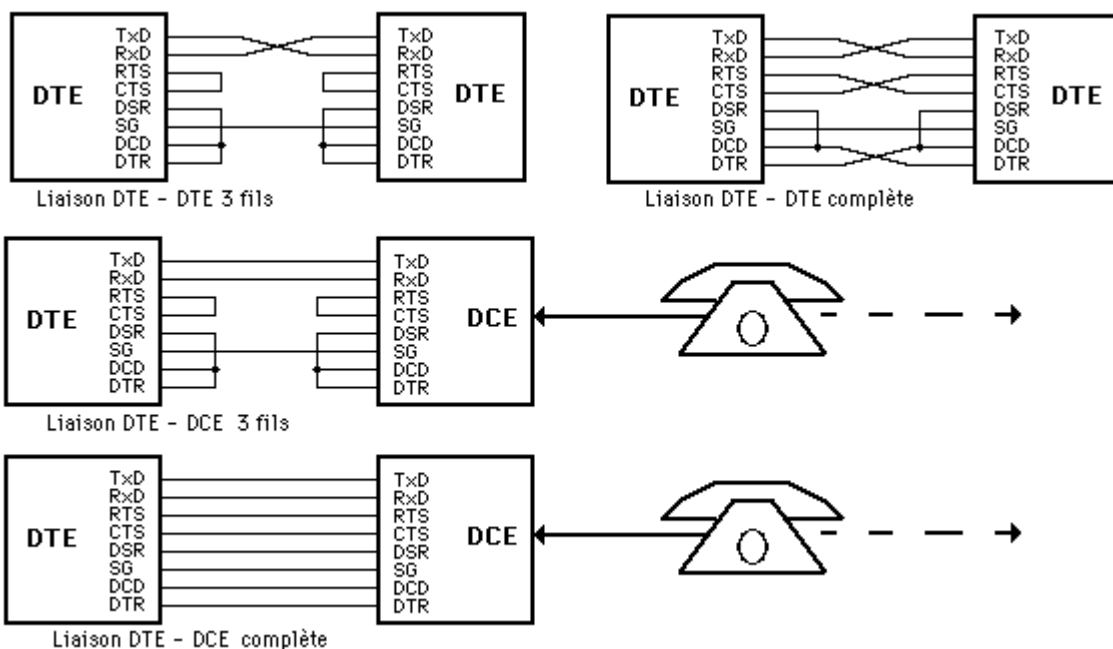 TxD
RxD
RTS
CTS
DSR
SG
DCD
DTR
DTE
TxD
RxD
RTS
CTS
DSR
SG
DCD
DTR
DTE
Liaison DTE - DTE 3 fils
TxD
RxD
RTS
CTS
DSR
SG
DCD
DTR
DTE
TxD
RxD
RTS
CTS
DSR
SG
DCD
DTR
DTE
Liaison DTE - DTE complète
TxD
RxD
RTS
CTS
DSR
SG
DCD
DTR
DTE
TxD
RxD
RTS
CTS
DSR
SG
DCD
DTR
DCE
Liaison DTE - DCE 3 fils
TxD
RxD
RTS
CTS
DSR
SG
DCD
DTR
DTE
TxD
RxD
RTS
CTS
DSR
SG
DCD
DTR
DCE
Liaison DTE - DCE complète